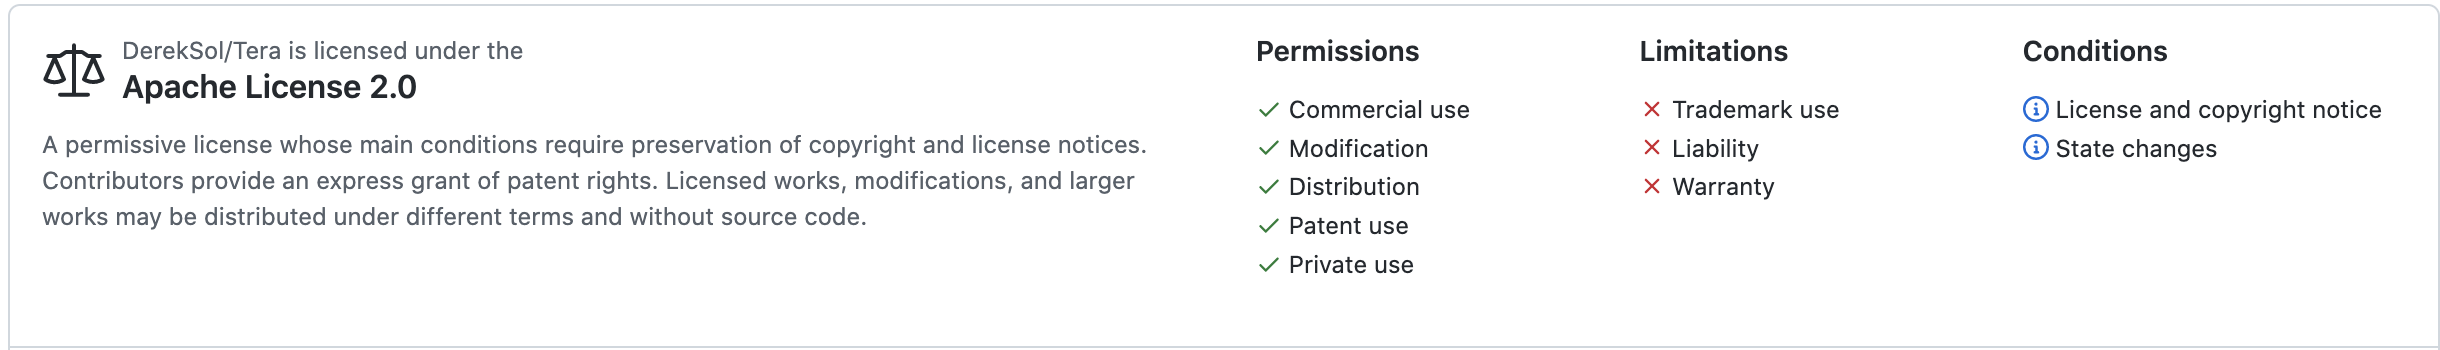 DerekSol/Tera is licensed under the
Apache License 2.0
A permissive license whose main conditions require preservation of copyright and license notices.
Contributors provide an express grant of patent rights. Licensed works, modifications, and larger
works may be distributed under different terms and without source code.
Permissions
Commercial use
Modification
Distribution
Patent use
Private use
Limitations
Trademark use
Liability
Warranty
Conditions
License and copyright notice
State changes